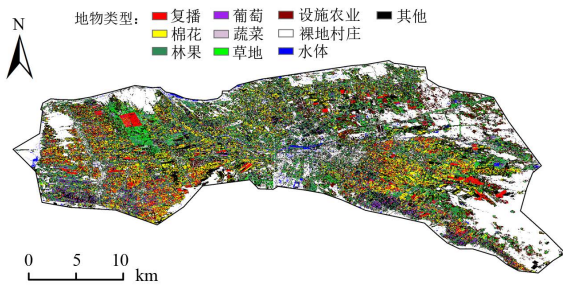 地物类型: 复播 葡萄 设施农业 其他
棉花 蔬菜 裸地村庄
林果 草地 水体
N
0 5 10
km